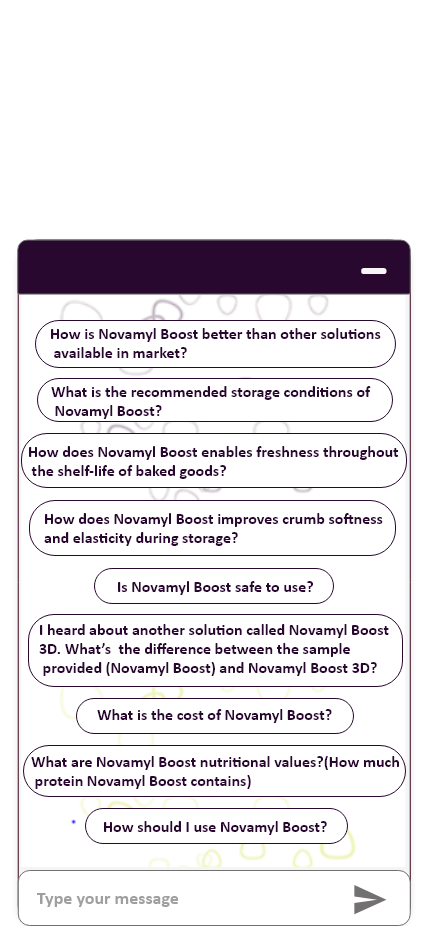 How is Novamyl Boost better than other solutions
available in market?
What is the recommended storage conditions of
Novamyl Boost?
How does Novamyl Boost enables freshness throughout
the shelf-life of baked goods?
How does Novamyl Boost improves crumb softness
and elasticity during storage?
Is Novamyl Boost safe to use?
I heard about another solution called Novamyl Boost
3D. What’s  the difference between the sample
provided (Novamyl Boost) and Novamyl Boost 3D?
What is the cost of Novamyl Boost?
What are Novamyl Boost nutritional values?(How much
protein Novamyl Boost contains)
How should I use Novamyl Boost?
Type your message